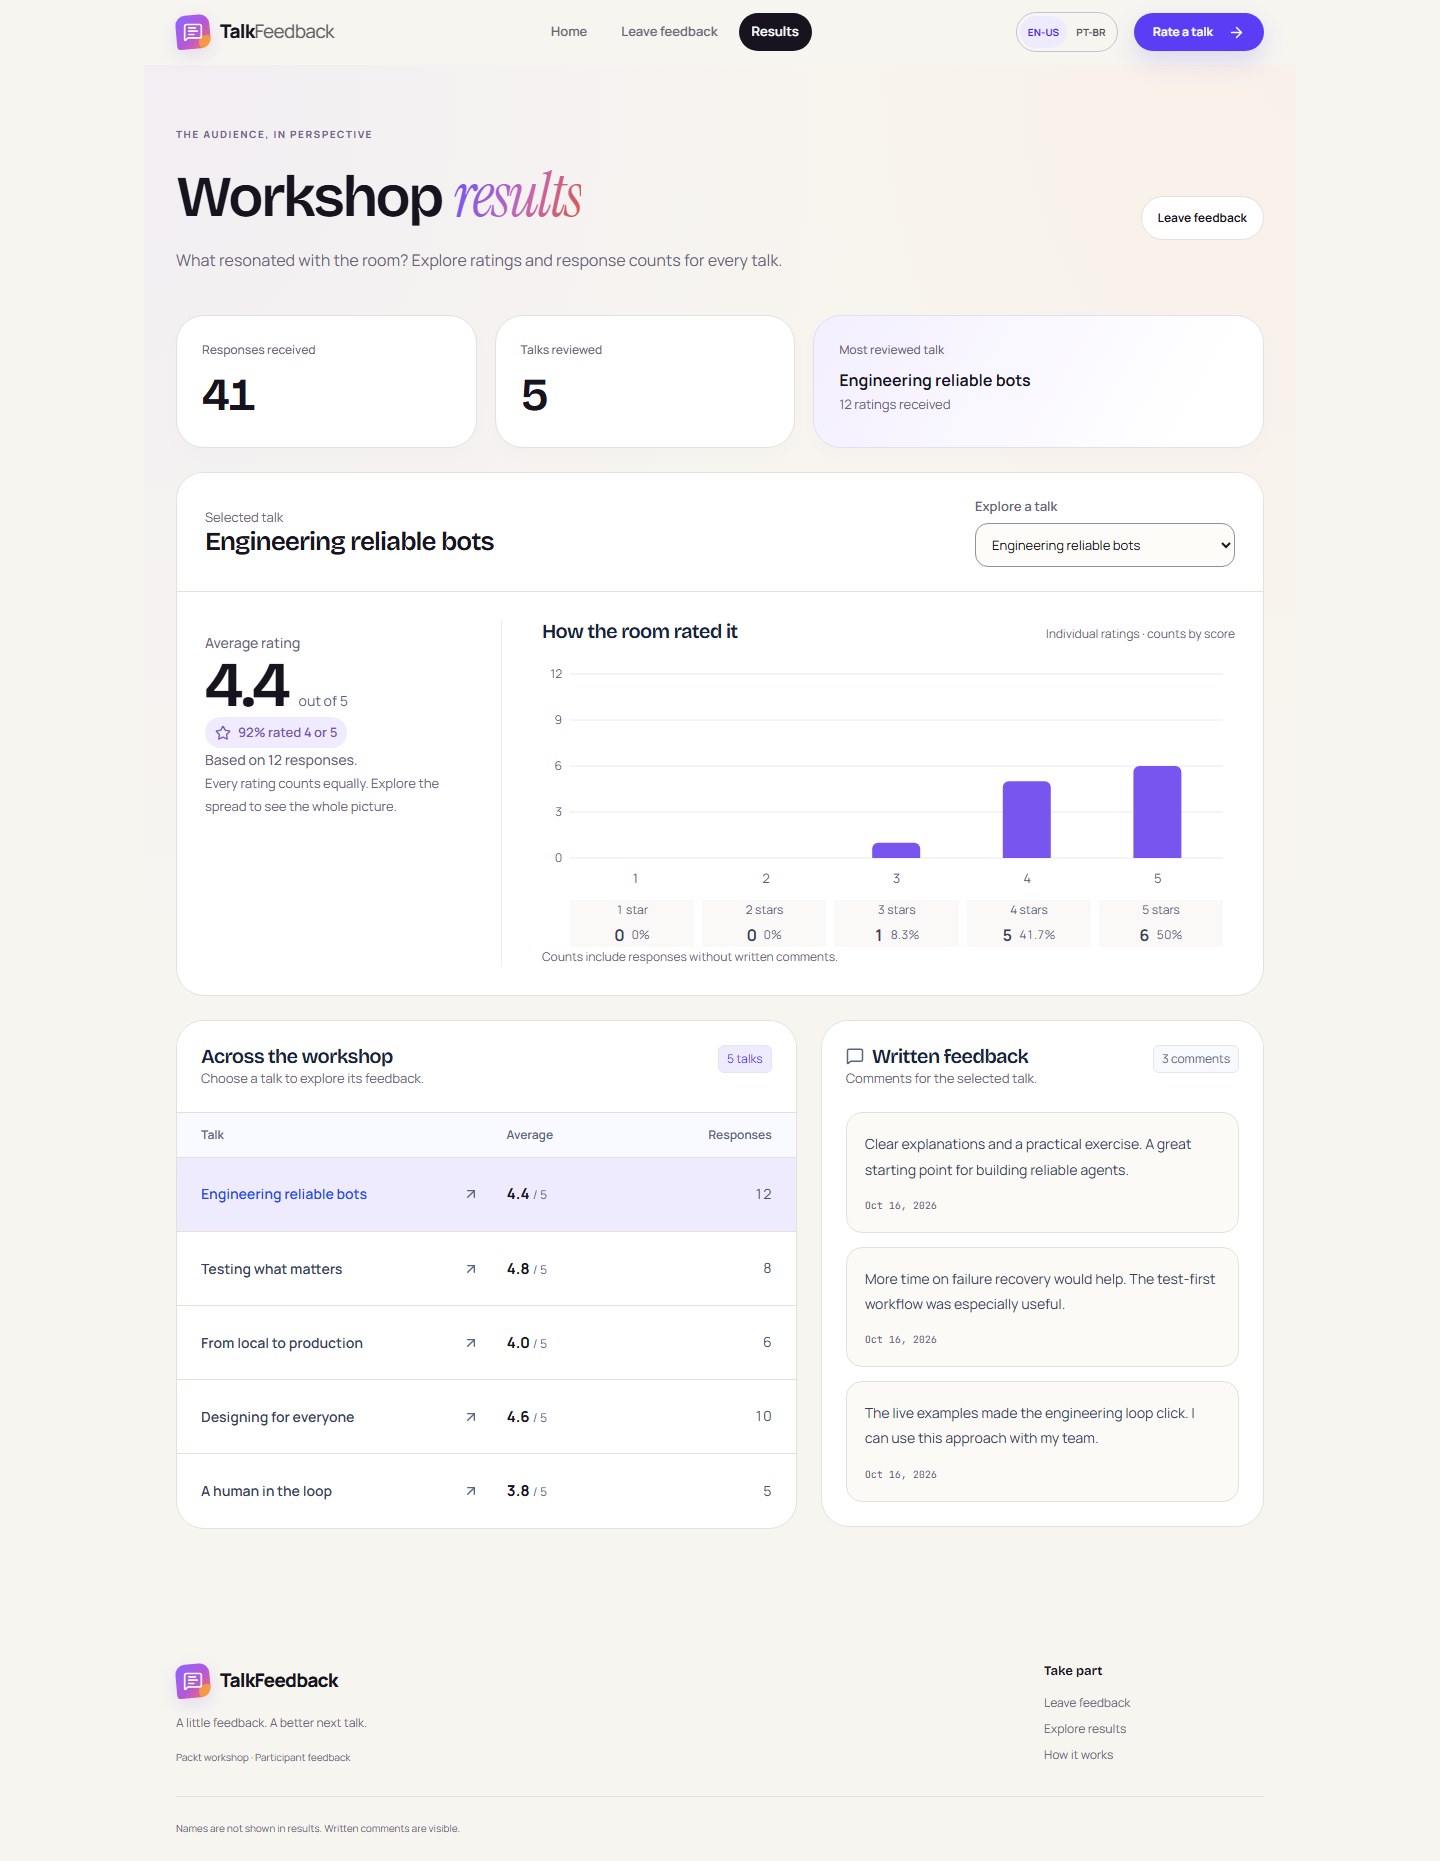 TalkFeedback
Home
Leave feedback
Results
EN-US
PT-BR
Rate a talk
THE AUDIENCE, IN PERSPECTIVE
Workshop results
What resonated with the room? Explore ratings and response counts for every talk.
Leave feedback
Responses received
41
Talks reviewed
5
Most reviewed talk
Engineering reliable bots
12 ratings received
Selected talk
Engineering reliable bots
Explore a talk
Engineering reliable bots
Average rating
4.4 out of 5
92% rated 4 or 5
Based on 12 responses.
Every rating counts equally. Explore the
spread to see the whole picture.
How the room rated it
Individual ratings · counts by score
12
9
6
3
0
1 2 3 4 5
1 star
0 0%
2 stars
0 0%
3 stars
1 8.3%
4 stars
5 41.7%
5 stars
6 50%
Counts include responses without written comments.
Across the workshop
Choose a talk to explore its feedback.
5 talks
Talk Average Responses
Engineering reliable bots 4.4 / 5 12
Testing what matters 4.8 / 5 8
From local to production 4.0 / 5 6
Designing for everyone 4.6 / 5 10
A human in the loop 3.8 / 5 5
Written feedback
Comments for the selected talk.
3 comments
Clear explanations and a practical exercise. A great
starting point for building reliable agents.
Oct 16, 2026
More time on failure recovery would help. The test-first
workflow was especially useful.
Oct 16, 2026
The live examples made the engineering loop click. I
can use this approach with my team.
Oct 16, 2026
TalkFeedback
A little feedback. A better next talk.
Packt workshop · Participant feedback
Take part
Leave feedback
Explore results
How it works
Names are not shown in results. Written comments are visible.